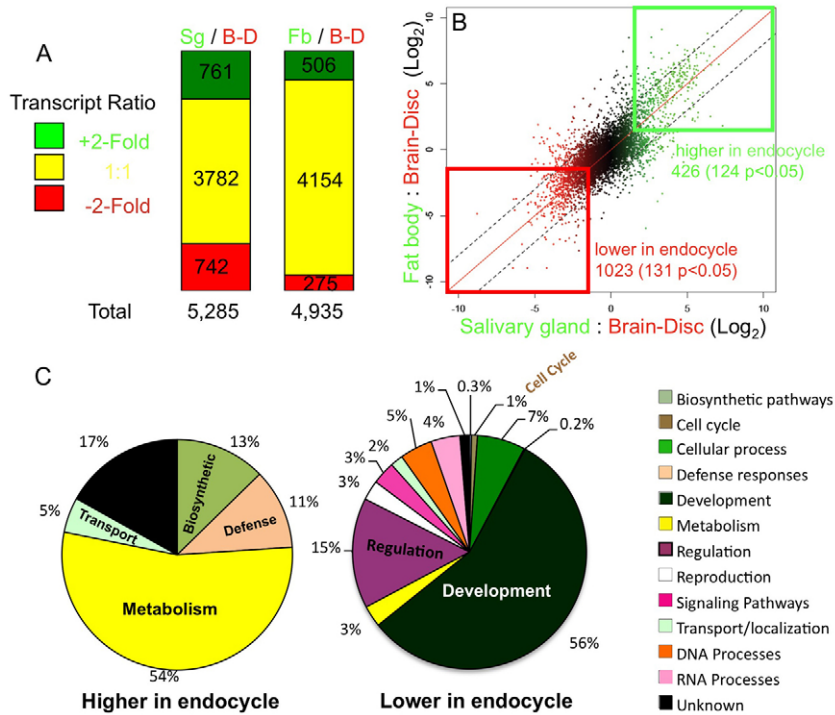 A
Sg / B-D
Fb / B-D
Transcript Ratio
+2-Fold
1:1
-2-Fold
761
3782
742
506
4154
275
Total
5,285
4,935
B
Fat body : Brain-Disc (Log2)
10
5
0
-5
-10
higher in endocycle
426 (124 p<0.05)
lower in endocycle
1023 (131 p<0.05)
-10
-5
0
5
10
Salivary gland : Brain-Disc (Log2)
C
17%
13%
11%
5%
54%
Biosynthetic
Defense
Transport
Metabolism
Higher in endocycle
1%
0.3%
Cell Cycle
1%
7%
0.2%
5%
4%
2%
3%
3%
15%
3%
56%
Regulation
Development
Lower in endocycle
Biosynthetic pathways
Cell cycle
Cellular process
Defense responses
Development
Metabolism
Regulation
Reproduction
Signaling Pathways
Transport/localization
DNA Processes
RNA Processes
Unknown